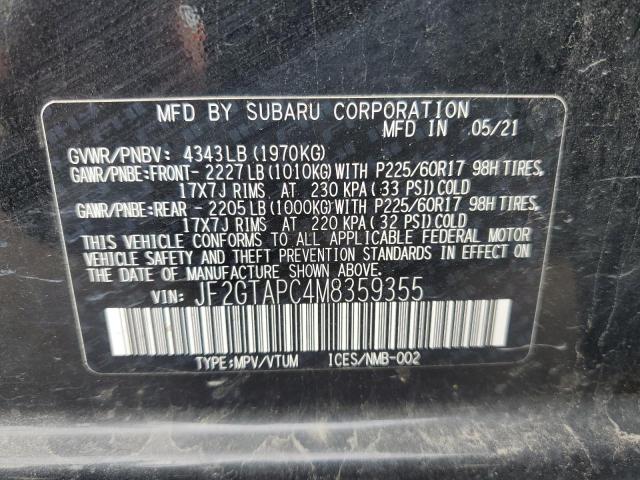 MFD BY SUBARU CORPORATION
MFD IN 05/21
GVWR/PNBV: 4343LB (1970KG)
GAWR/PNBE:FRONT- 2227LB (1010KG) WITH P225/60R17 98H TIRES,
17X7J RIMS AT 230 KPA (33 PSI) COLD
GAWR/PNBE:REAR - 2205LB (1000KG) WITH P225/60R17 98H TIRES,
17X7J RIMS AT 220 KPA (32 PSI) COLD
THIS VEHICLE CONFORMS TO ALL APPLICABLE FEDERAL MOTOR
VEHICLE SAFETY AND THEFT PREVENTION STANDARDS IN EFFECT ON
THE DATE OF MANUFACTURE SHOWN ABOVE.
VIN: JF2GTAPC4M8359355
TYPE:MPV/VTUM ICES/NMB-002